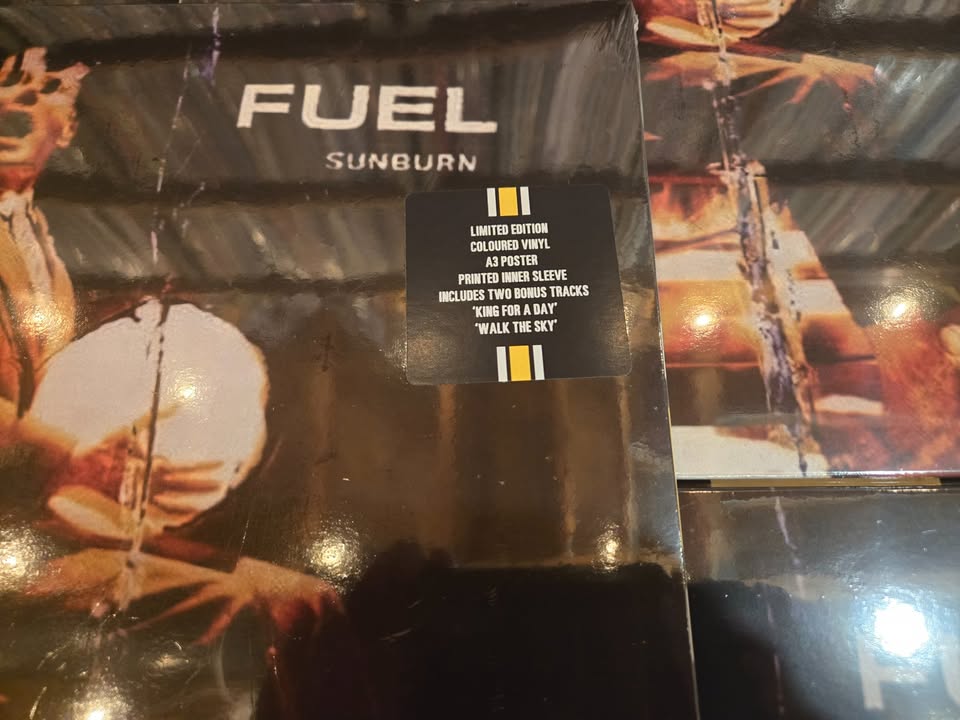 FUEL
SUNBURN
LIMITED EDITION
COLOURED VINYL
A3 POSTER
PRINTED INNER SLEEVE
INCLUDES TWO BONUS TRACKS
'KING FOR A DAY'
'WALK THE SKY'
FU